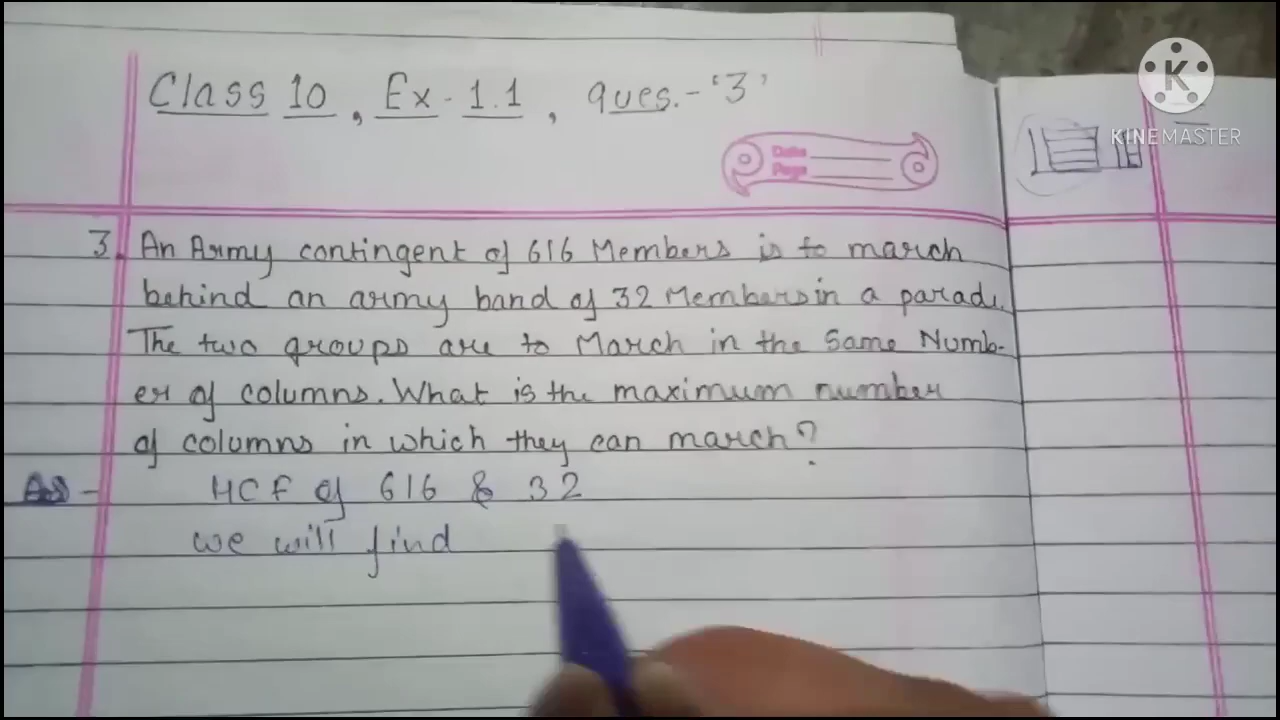 Class 10, Ex-1.1, ques.-'3'
K
KINEMASTER
Date
Page
3. An Army contingent of 616 Members is to march
behind an army band of 32 Members in a parade.
The two groups are to March in the Same Numb-
er of columns. What is the maximum number
of columns in which they can march?
As - HCF of 616 & 32
we will find